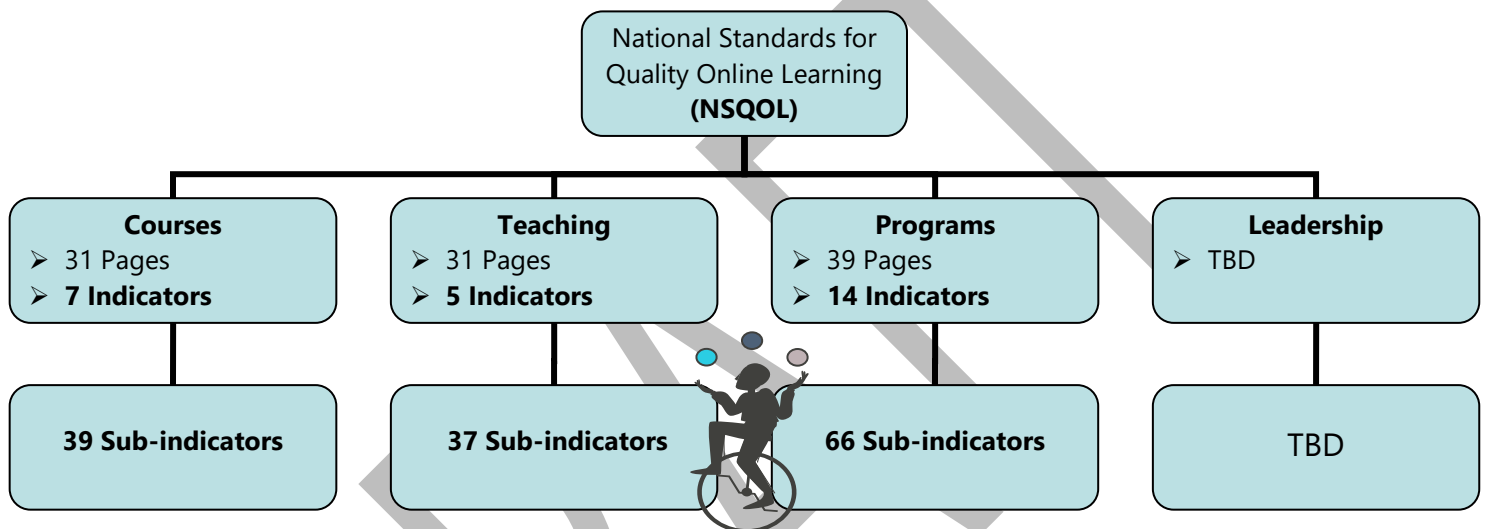 National Standards for
Quality Online Learning
(NSQOL)
Courses
➢ 31 Pages
➢ 7 Indicators
Teaching
➢ 31 Pages
➢ 5 Indicators
Programs
➢ 39 Pages
➢ 14 Indicators
Leadership
➢ TBD
39 Sub-indicators
37 Sub-indicators
66 Sub-indicators
TBD